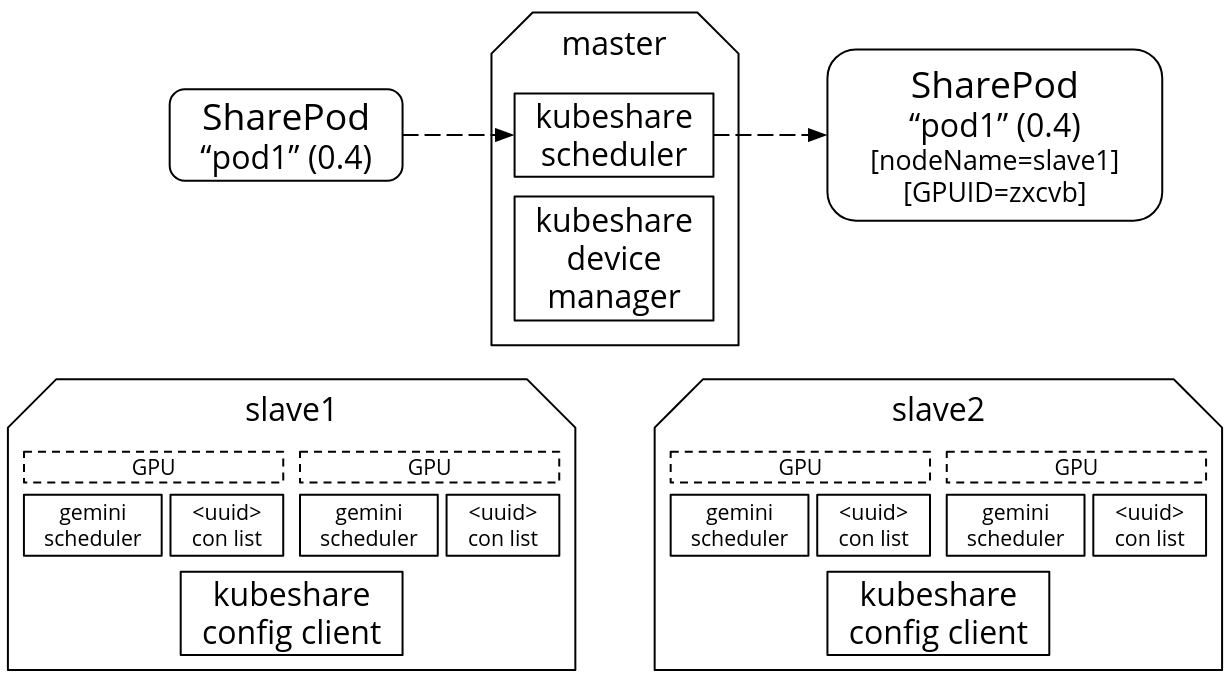 master
SharePod
“pod1” (0.4)
kubeshare
scheduler
SharePod
“pod1” (0.4)
[nodeName=slave1]
[GPUID=zxcvb]
kubeshare
device
manager
slave1
GPU
GPU
gemini
scheduler
<uuid>
con list
gemini
scheduler
<uuid>
con list
kubeshare
config client
slave2
GPU
GPU
gemini
scheduler
<uuid>
con list
gemini
scheduler
<uuid>
con list
kubeshare
config client